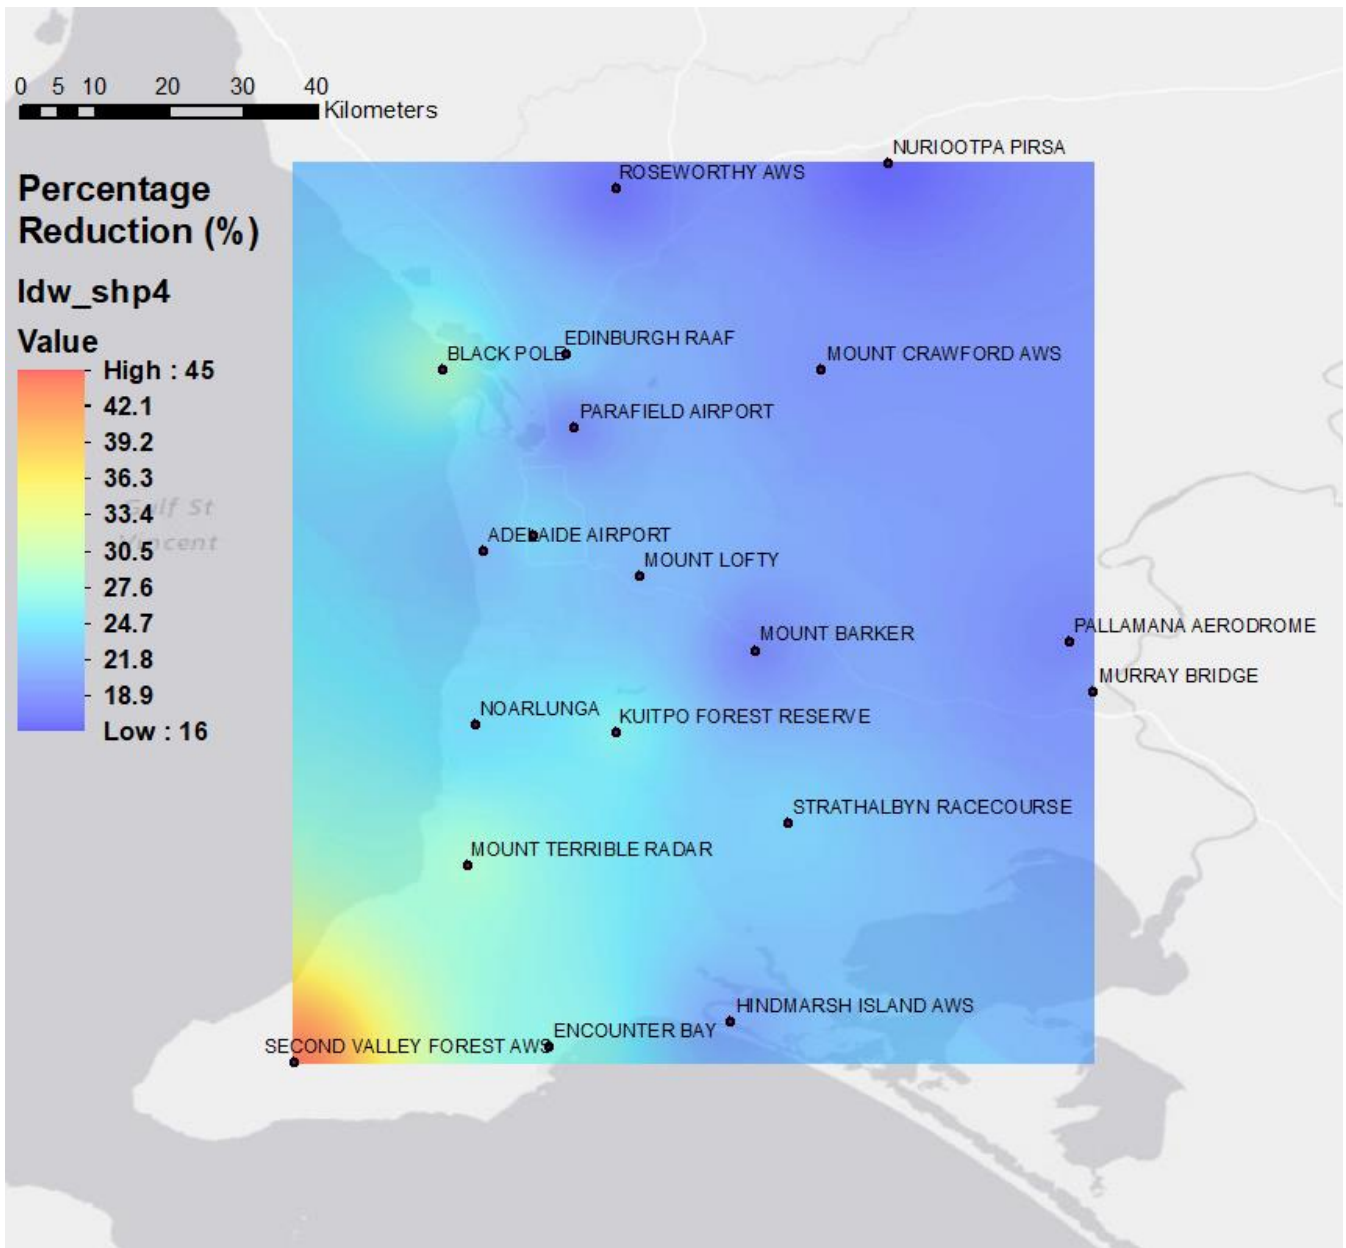 0 5 10 20 30 40
Kilometers
NURIOOTPA PIRSA
ROSEWORTHY AWS
Percentage
Reduction (%)
Idw_shp4
Value
High : 45
42.1
39.2
36.3
33.4
30.5
27.6
24.7
21.8
18.9
Low : 16
Gulf St
Vincent
EDINBURGH RAAF
BLACK POLE
MOUNT CRAWFORD AWS
PARAFIELD AIRPORT
ADELAIDE AIRPORT
MOUNT LOFTY
MOUNT BARKER
PALLAMANA AERODROME
MURRAY BRIDGE
NOARLUNGA
KUITPO FOREST RESERVE
STRATHALBYN RACECOURSE
MOUNT TERRIBLE RADAR
HINDMARSH ISLAND AWS
ENCOUNTER BAY
SECOND VALLEY FOREST AWS